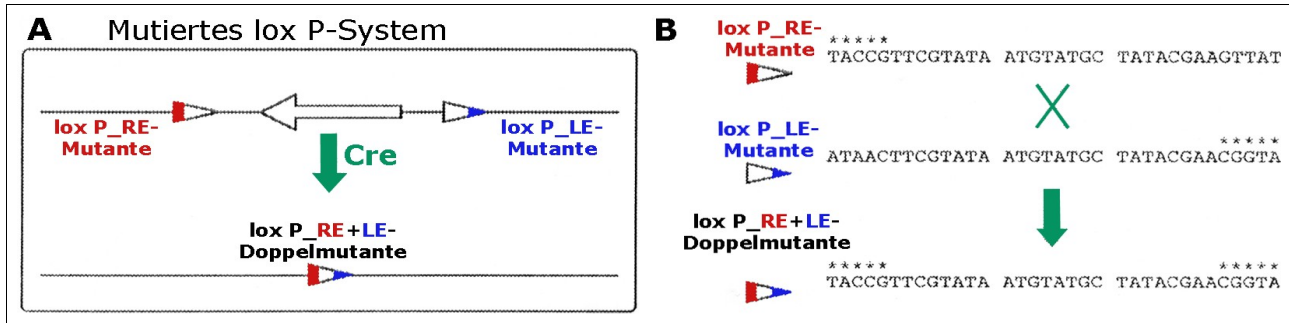 A Mutiertes lox P-System
lox P_RE-
Mutante
lox P_LE-
Mutante
Cre
lox P_RE+LE-
Doppelmutante
B
lox P_RE-
Mutante
*****
TACCGTTCGTATA ATGTATGC TATACGAAGTTAT
lox P_LE-
Mutante
*****
ATAACTTCGTATA ATGTATGC TATACGAACGGTA
lox P_RE+LE-
Doppelmutante
***** *****
TACCGTTCGTATA ATGTATGC TATACGAACGGTA